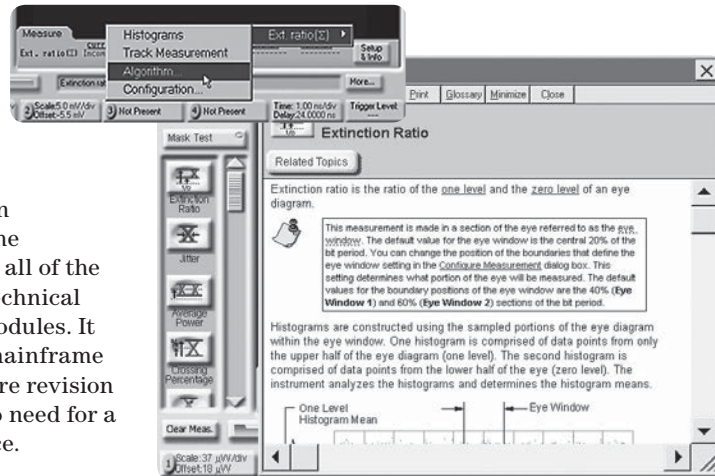 Measure
Histograms
Ext. ratio(Σ)
Track Measurement
Algorithm...
Configuration...
Setup
& Info
Ext. ratio(Σ)
More...
2) Scale:5.0 mV/div
Offset:-5.5 mV
3) Not Present
4) Not Present
Time: 1.00 ns/div
Delay:24.0000 ns
Trigger Level:
Print Glossary Minimize Close
Mask Test
Extinction Ratio
Related Topics
Extinction
Ratio
Jitter
Average
Power
Crossing
Percentage
Clear Meas.
1) Scale:37 µW/div
Offset:18 µW
Extinction ratio is the ratio of the one level and the zero level of an eye
diagram.
This measurement is made in a section of the eye referred to as the eye
window. The default value for the eye window is the central 20% of the
bit period. You can change the position of the boundaries that define the
eye window setting in the Configure Measurement dialog box. This
setting determines what portion of the eye will be measured. The default
values for the boundary positions of the eye window are the 40% (Eye
Window 1) and 60% (Eye Window 2) sections of the bit period.
Histograms are constructed using the sampled portions of the eye diagram
within the eye window. One histogram is comprised of data points from only
the upper half of the eye diagram (one level). The second histogram is
comprised of data points from the lower half of the eye (zero level). The
instrument analyzes the histograms and determines the histogram means.
One Level
Histogram Mean
Eye Window
all of the
technical
modules. It
mainframe
re revision
need for a